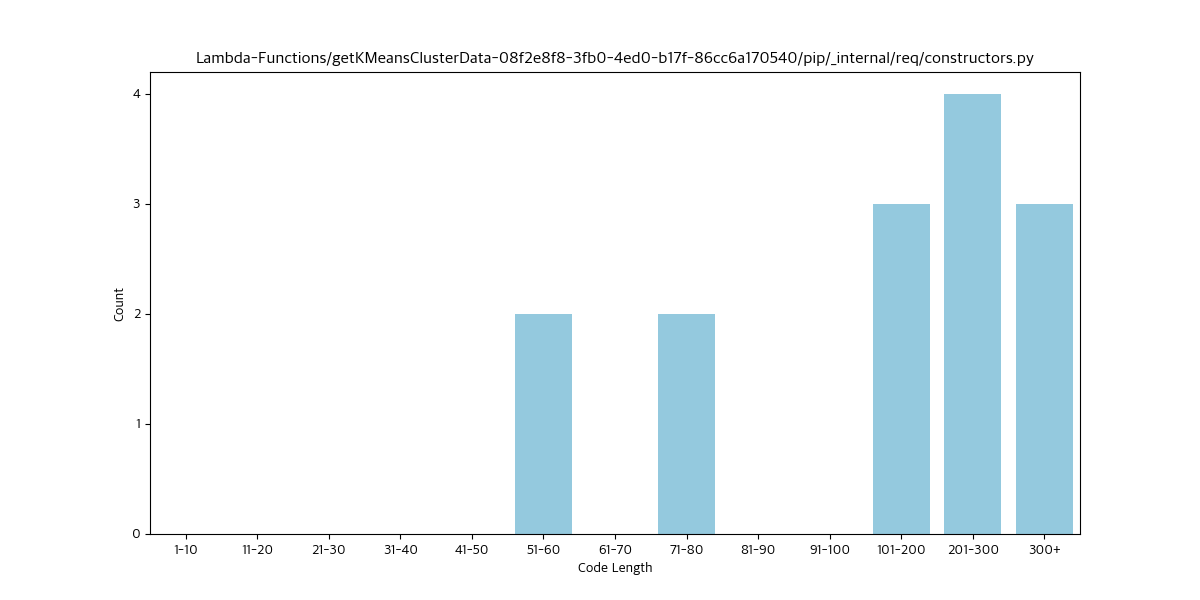 Lambda-Functions/getKMeansClusterData-08f2e8f8-3fb0-4ed0-b17f-86cc6a170540/pip/_internal/req/constructors.py
4
3
2
1
0
Count
1-10 11-20 21-30 31-40 41-50 51-60 61-70 71-80 81-90 91-100 101-200 201-300 300+
Code Length